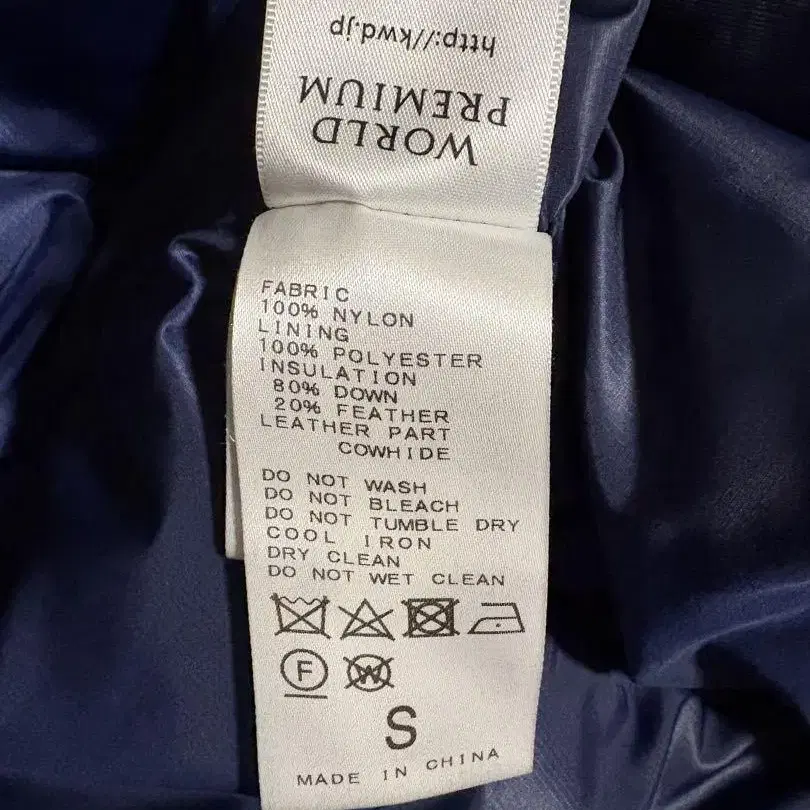 http://kwd.jp
WORLD
PREMIUM
FABRIC
100% NYLON
LINING
100% POLYESTER
INSULATION
80% DOWN
20% FEATHER
LEATHER PART
COWHIDE
DO NOT WASH
DO NOT BLEACH
DO NOT TUMBLE DRY
COOL IRON
DRY CLEAN
DO NOT WET CLEAN
F
W
S
MADE IN CHINA